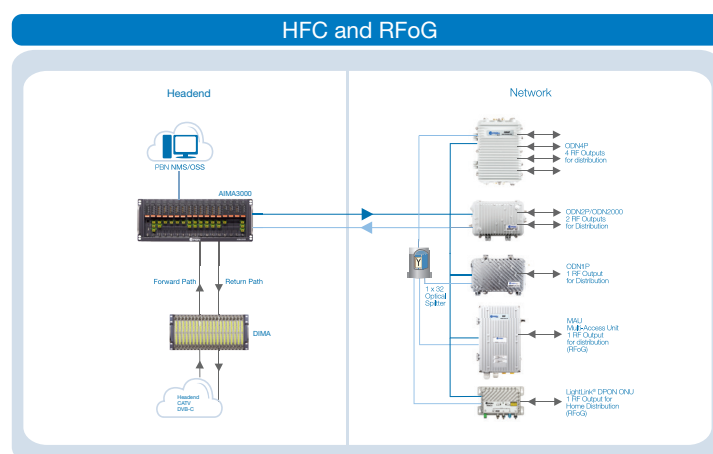 HFC and RFoG
Headend
Network
PBN NMS/OSS
AIMA3000
Forward Path
Return Path
DIMA
Headend
CATV
DVB-C
1 x 32
Optical
Splitter
ODN4P
4 RF Outputs
for distribution
ODN2P/ODN2000
2 RF Outputs
for Distribution
ODN1P
1 RF Output
for Distribution
MAU
Multi-Access Unit
1 RF Output
for distribution
(RFoG)
LightLink® DPON ONU
1 RF Output for
Home Distribution
(RFoG)